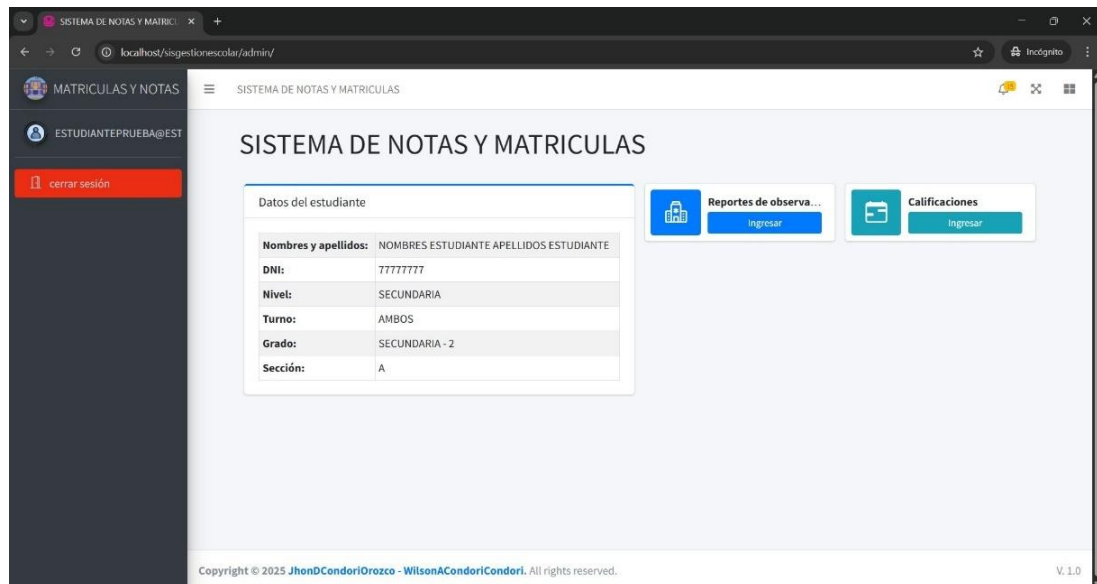 SISTEMA DE NOTAS Y MATRICU
localhost/sisgestionescolar/admin/
Incógnito
MATRICULAS Y NOTAS
SISTEMA DE NOTAS Y MATRICULAS
ESTUDIANTEPRUEBA@EST
SISTEMA DE NOTAS Y MATRICULAS
cerrar sesión
Datos del estudiante
Nombres y apellidos: NOMBRES ESTUDIANTE APELLIDOS ESTUDIANTE
DNI: 77777777
Nivel: SECUNDARIA
Turno: AMBOS
Grado: SECUNDARIA - 2
Sección: A
Reportes de observa...
Ingresar
Calificaciones
Ingresar
Copyright © 2025 JhonDCondoriOrozco - WilsonACondoriCondori. All rights reserved.
V. 1.0